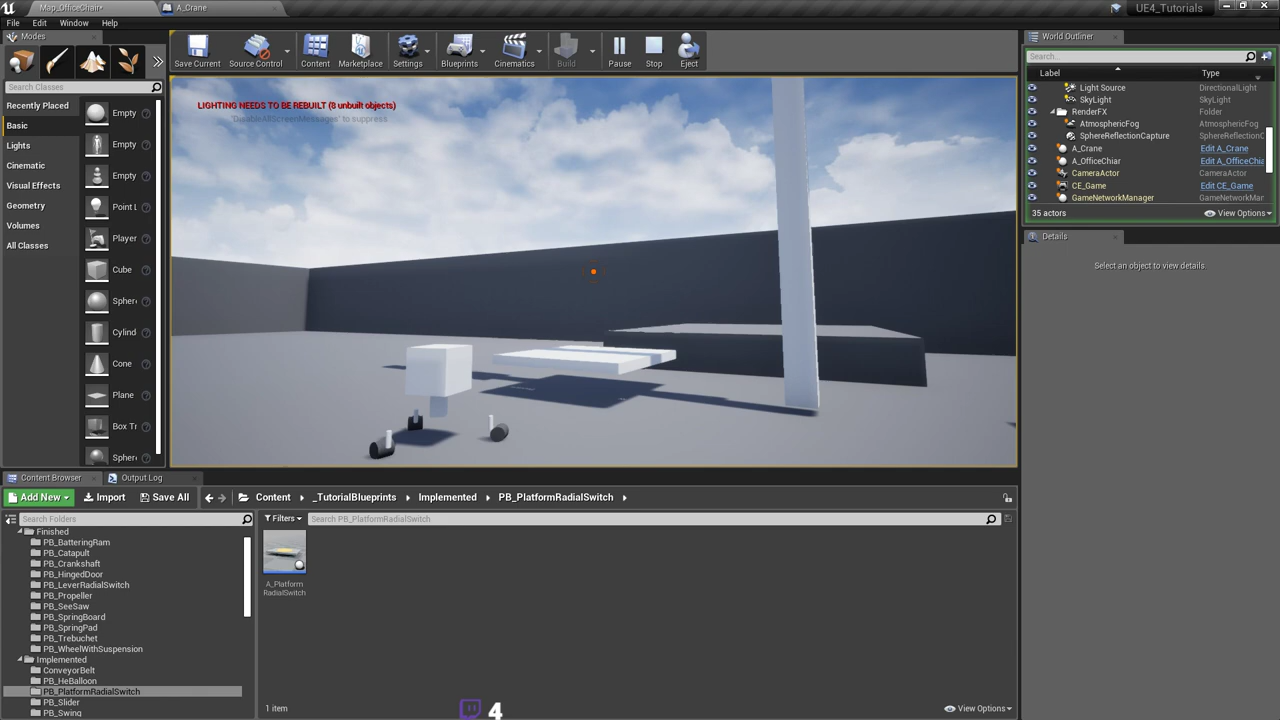 Map_OfficeChair*
A_Crane
UE4_Tutorials
File Edit Window Help
Modes
Search Classes
Recently Placed
Basic
Lights
Cinematic
Visual Effects
Geometry
Volumes
All Classes
Empty
Empty
Empty
Point L
Player
Cube
Spher
Cylind
Cone
Plane
Box Tr
Spher
Save Current
Source Control
Content
Marketplace
Settings
Blueprints
Cinematics
Build
Pause
Stop
Eject
LIGHTING NEEDS TO BE REBUILT (8 unbuilt objects)
'DisableAllScreenMessages' to suppress
World Outliner
Search...
Label Type
Light Source DirectionalLight
SkyLight SkyLight
RenderFX Folder
AtmosphericFog AtmosphericFog
SphereReflectionCapture SphereReflectionC
A_Crane Edit A_Crane
A_OfficeChiar Edit A_OfficeChia
CameraActor CameraActor
CE_Game Edit CE_Game
GameNetworkManager GameNetworkMar
35 actors
View Options
Details
Select an object to view details
Content Browser
Output Log
Add New
Import
Save All
Content
_TutorialBlueprints
Implemented
PB_PlatformRadialSwitch
Search Folders
Filters
Search PB_PlatformRadialSwitch
Finished
PB_BatteringRam
PB_Catapult
PB_Crankshaft
PB_HingedDoor
PB_LeverRadialSwitch
PB_Propeller
PB_SeeSaw
PB_SpringBoard
PB_SpringPad
PB_Trebuchet
PB_WheelWithSuspension
Implemented
ConveyorBelt
PB_HeBalloon
PB_PlatformRadialSwitch
PB_Slider
PB_Swing
A_Platform
RadialSwitch
1 item
4
View Options